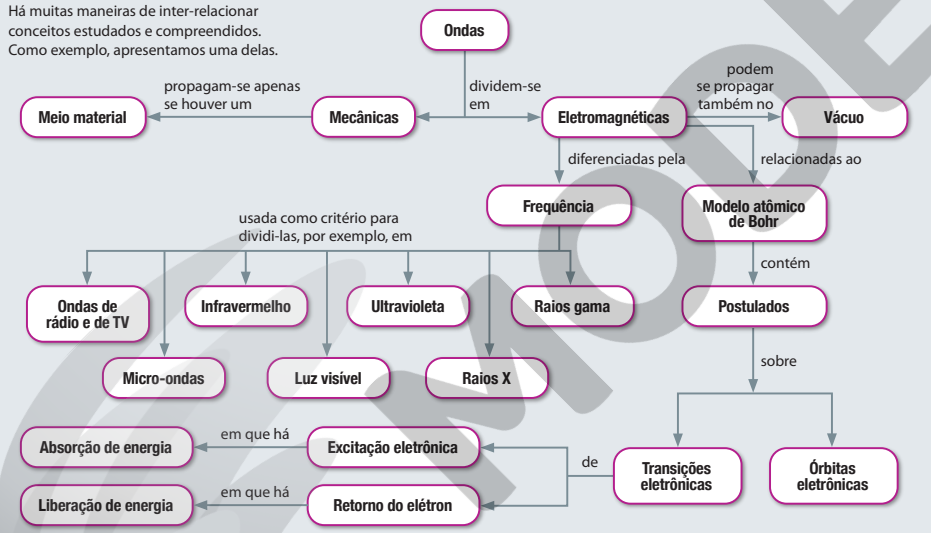 Há muitas maneiras de inter-relacionar
conceitos estudados e compreendidos.
Como exemplo, apresentamos uma delas.
Ondas
propagam-se apenas
se houver um
dividem-se
em
podem
se propagar
também no
Meio material
Mecânicas
Eletromagnéticas
Vácuo
diferenciadas pela
relacionadas ao
Frequência
Modelo atômico
de Bohr
usada como critério para
dividi-las, por exemplo, em
contém
Ondas de
rádio e de TV
Infravermelho
Ultravioleta
Raios gama
Postulados
Micro-ondas
Luz visível
Raios X
sobre
Absorção de energia
em que há
Excitação eletrônica
de
Transições
eletrônicas
Órbitas
eletrônicas
Liberação de energia
em que há
Retorno do elétron
MODE